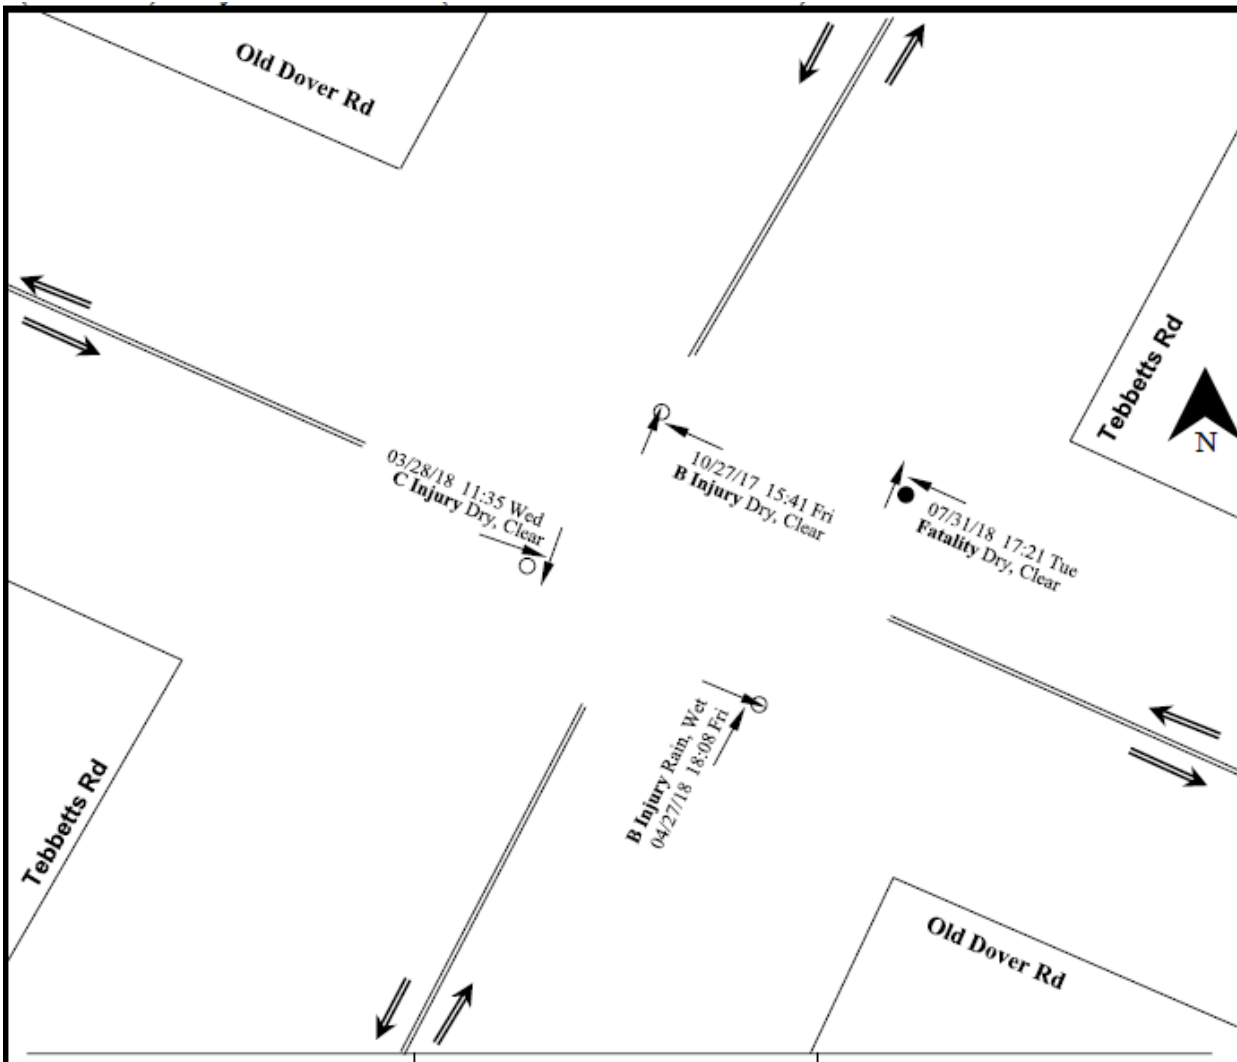 Old Dover Rd
Tebbetts Rd
N
03/28/18 11:35 Wed
C Injury Dry, Clear
10/27/17 15:41 Fri
B Injury Dry, Clear
07/31/18 17:21 Tue
Fatality Dry, Clear
B Injury Rain, Wet
04/27/18 18:08 Fri
Tebbetts Rd
Old Dover Rd